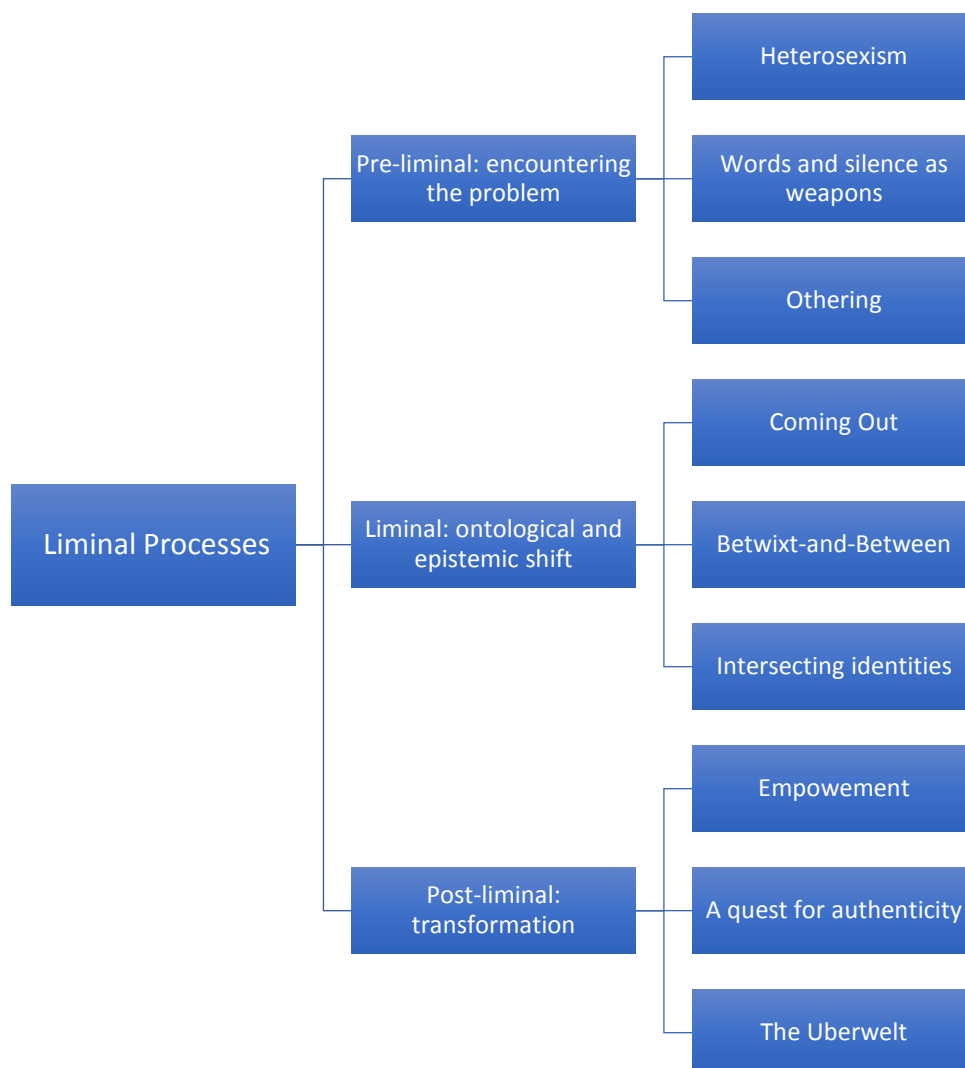 Liminal Processes
Pre-liminal: encountering
the problem
Heterosexism
Words and silence as
weapons
Othering
Liminal: ontological and
epistemic shift
Coming Out
Betwixt-and-Between
Intersecting identities
Post-liminal:
transformation
Empowement
A quest for authenticity
The Uberwelt